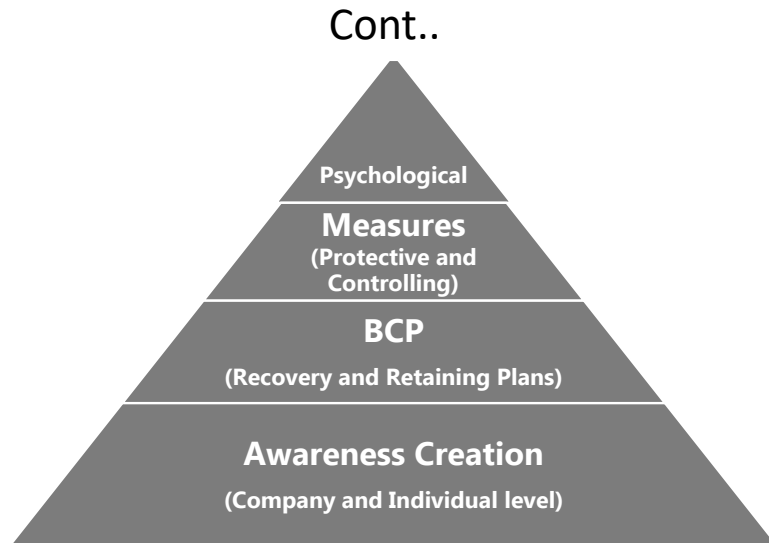 Cont..
Psychological
Measures
(Protective and
Controlling)
BCP
(Recovery and Retaining Plans)
Awareness Creation
(Company and Individual level)